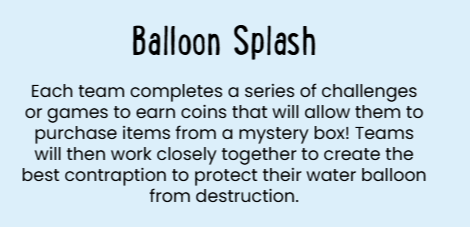 Balloon Splash
Each team completes a series of challenges
or games to earn coins that will allow them to
purchase items from a mystery box! Teams
will then work closely together to create the
best contraption to protect their water balloon
from destruction.